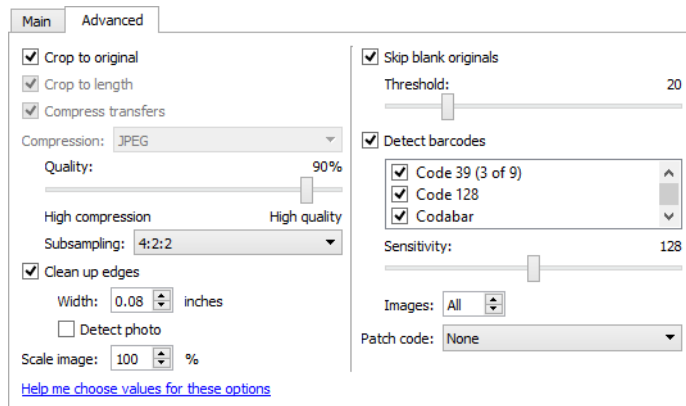 Main Advanced
Crop to original
Crop to length
Compress transfers
Compression: JPEG
Quality: 90%
High compression High quality
Subsampling: 4:2:2
Clean up edges
Width: 0.08 inches
Detect photo
Scale image: 100 %
Help me choose values for these options
Skip blank originals
Threshold: 20
Detect barcodes
Code 39 (3 of 9)
Code 128
Codabar
Sensitivity: 128
Images: All
Patch code: None